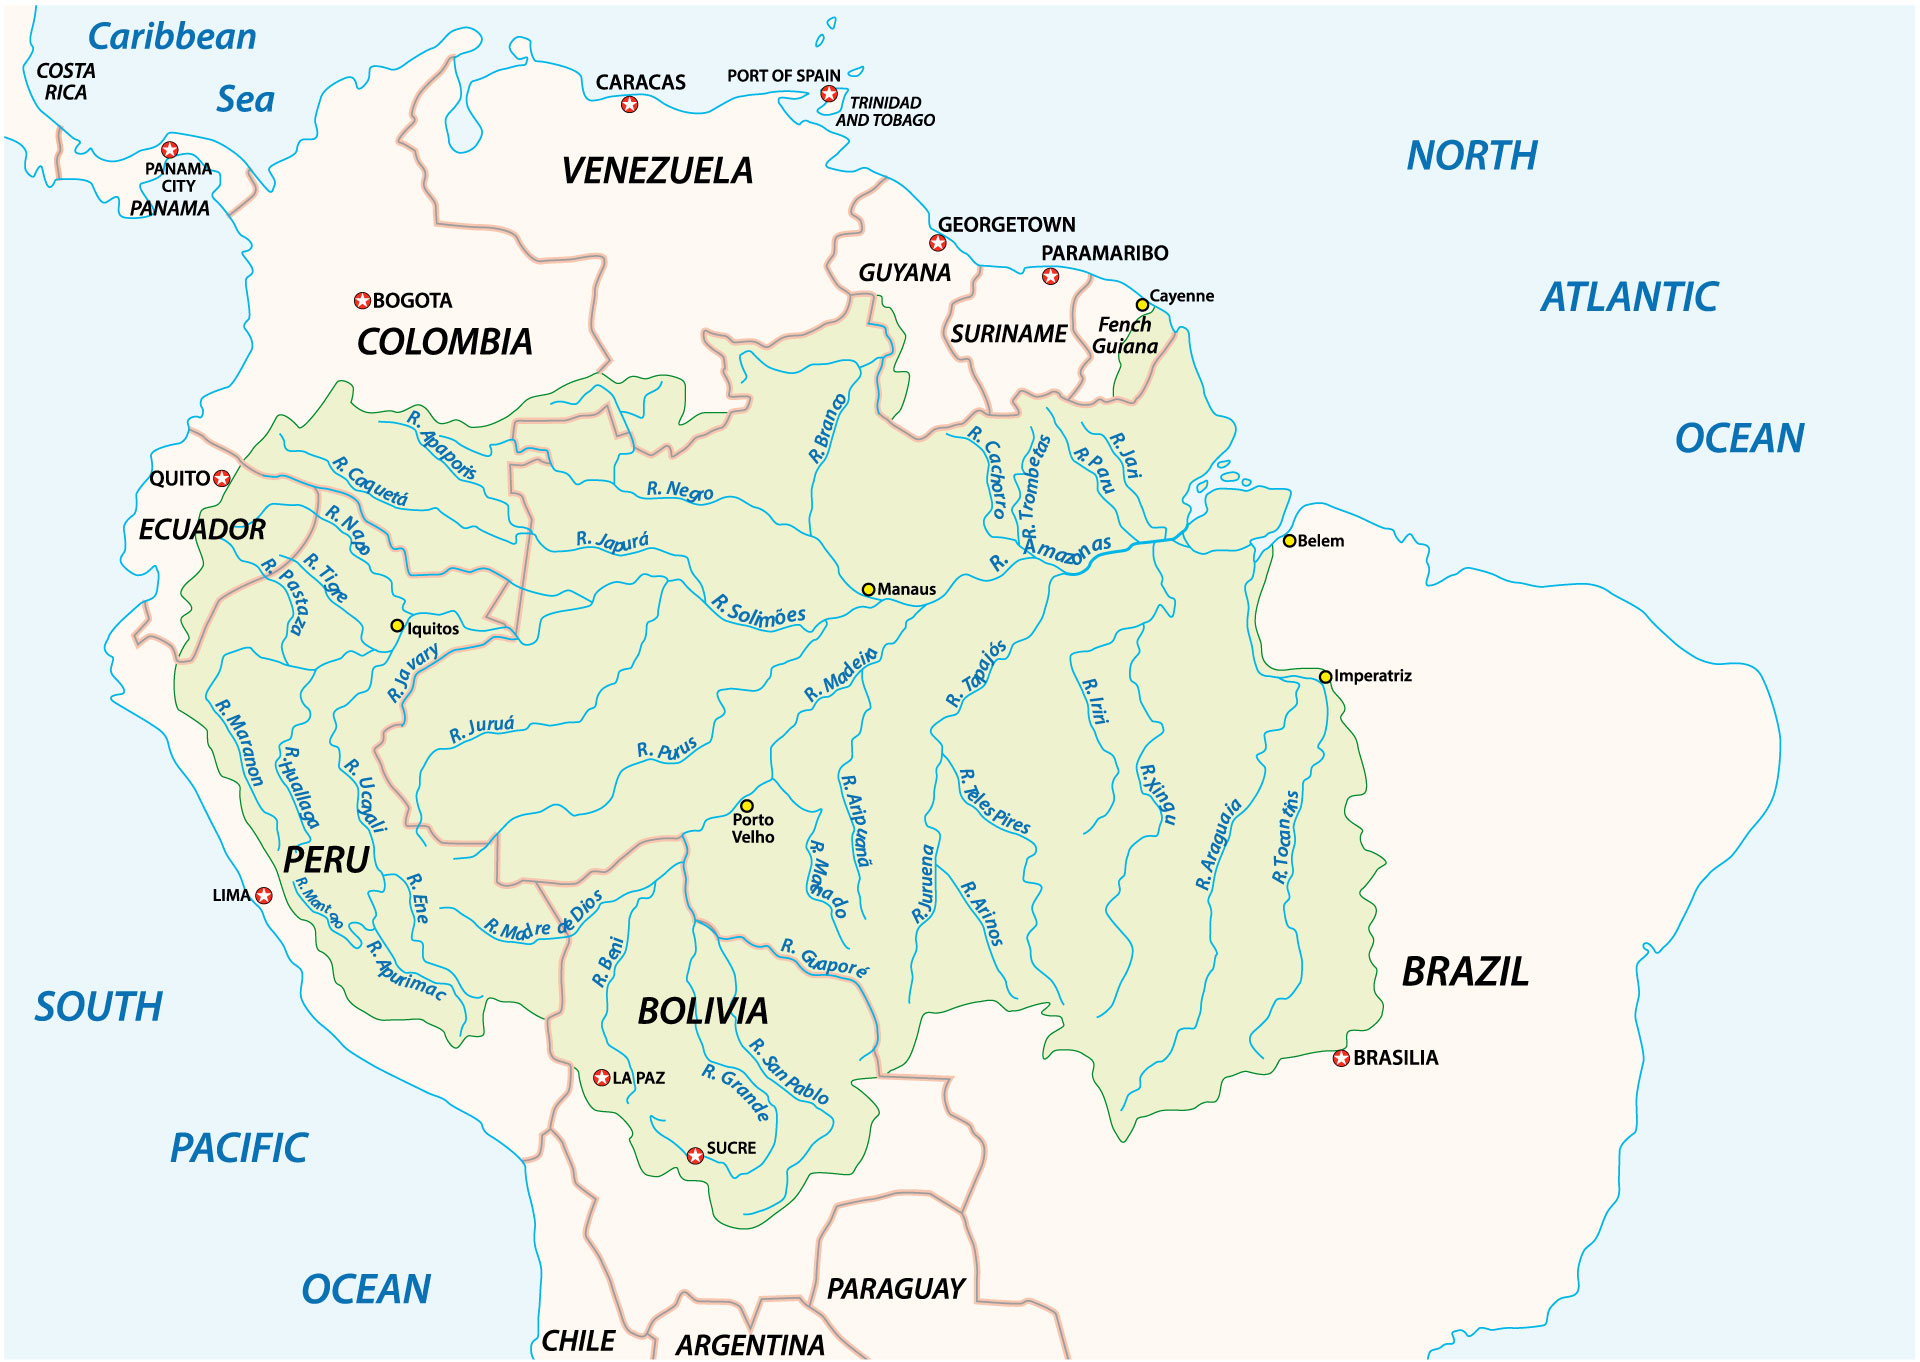 Caribbean
Sea
COSTA
RICA
PANAMA
CITY
PANAMA
CARACAS
PORT OF SPAIN
TRINIDAD
AND TOBAGO
VENEZUELA
NORTH
ATLANTIC
OCEAN
GEORGETOWN
GUYANA
PARAMARIBO
SURINAME
Cayenne
Fench
Guiana
BOGOTA
COLOMBIA
QUITO
ECUADOR
R. Apaporis
R. Caquetá
R. Napo
R. Tigre
R. Pastaza
R. Negro
R. Branco
R. Japurá
R. Cachorro
R. Trombetas
R. Paru
R. Jari
R. Amazonas
Belem
Manaus
Iquitos
R. Solimões
R. Javary
R. Madeira
R. Tapajós
R. Iriri
Imperatriz
R. Maranon
R. Huallaga
R. Ucayali
R. Juruá
R. Purus
Porto
Velho
R. Aripuanã
R. Teles Pires
R. Xingu
R. Araguaia
R. Tocantins
PERU
LIMA
R. Mantaro
R. Ene
R. Apurimac
R. Madre de Dios
R. Beni
R. Machado
R. Juruena
R. Arinos
R. Guaporé
BRAZIL
BRASILIA
BOLIVIA
LA PAZ
R. Grande
R. San Pablo
SUCRE
SOUTH
PACIFIC
OCEAN
PARAGUAY
CHILE
ARGENTINA